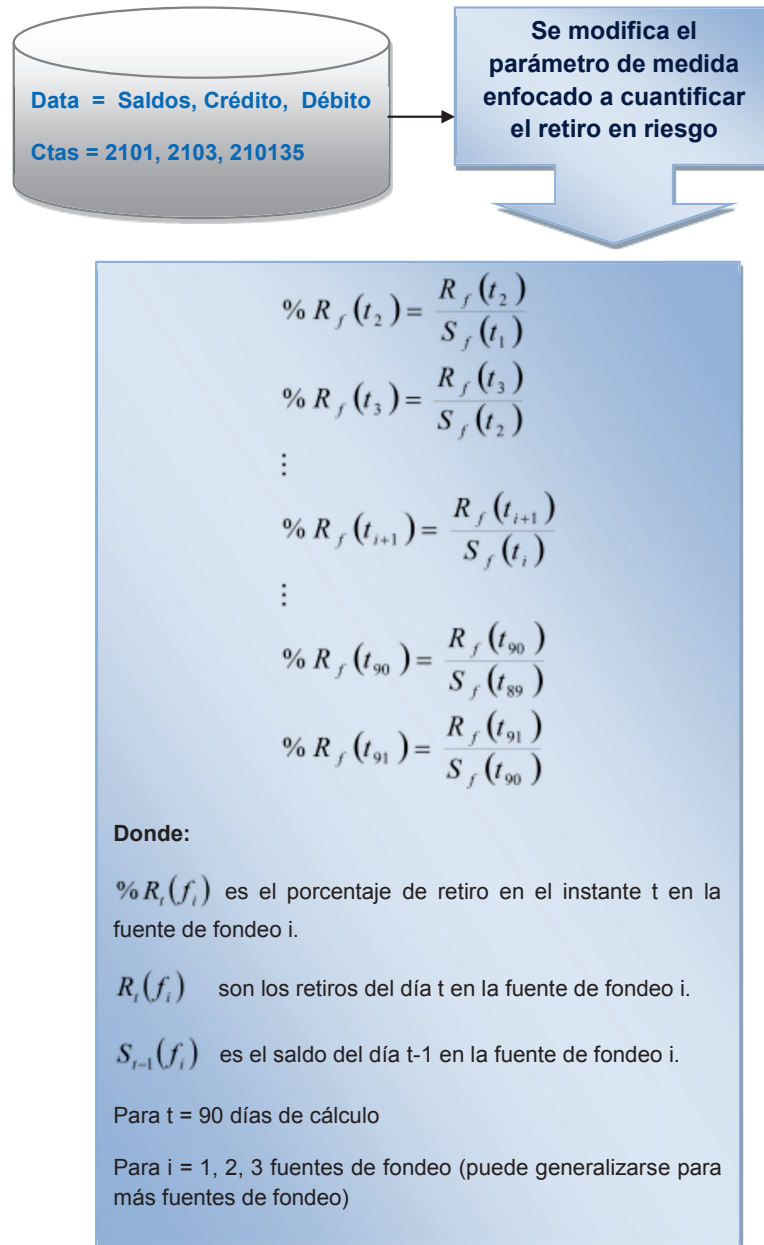 Data = Saldos, Crédito, Débito
Ctas = 2101, 2103, 210135
Se modifica el
parámetro de medida
enfocado a cuantificar
el retiro en riesgo
% R_f(t_2) = R_f(t_2) / S_f(t_1)
% R_f(t_3) = R_f(t_3) / S_f(t_2)
⋮
% R_f(t_{i+1}) = R_f(t_{i+1}) / S_f(t_i)
⋮
% R_f(t_90) = R_f(t_90) / S_f(t_89)
% R_f(t_91) = R_f(t_91) / S_f(t_90)
Donde:
% R_t(f_i) es el porcentaje de retiro en el instante t en la
fuente de fondeo i.
R_t(f_i) son los retiros del día t en la fuente de fondeo i.
S_{t-1}(f_i) es el saldo del día t-1 en la fuente de fondeo i.
Para t = 90 días de cálculo
Para i = 1, 2, 3 fuentes de fondeo (puede generalizarse para
más fuentes de fondeo)